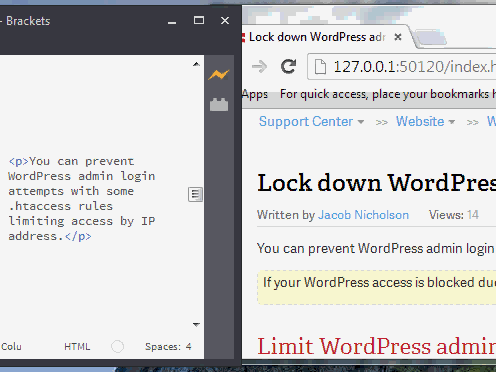 - Brackets
<p>You can prevent
WordPress admin login
attempts with some
.htaccess rules
limiting access by IP
address.</p>
Colu HTML Spaces: 4
Lock down WordPress adr
127.0.0.1:50120/index.h
Apps For quick access, place your bookmarks h
Support Center >> Website >> W
Lock down WordPres
Written by Jacob Nicholson Views: 14
You can prevent WordPress admin login
If your WordPress access is blocked due
Limit WordPress admin